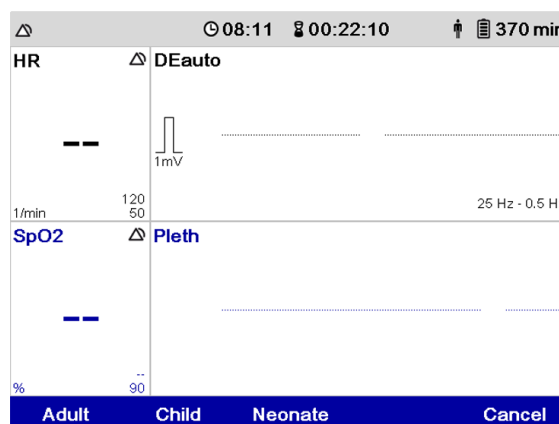 08:11 00:22:10 370 min
HR DEauto
--
1mV
120
1/min 50
25 Hz - 0.5 H
SpO2 Pleth
--
--
% 90
Adult Child Neonate Cancel